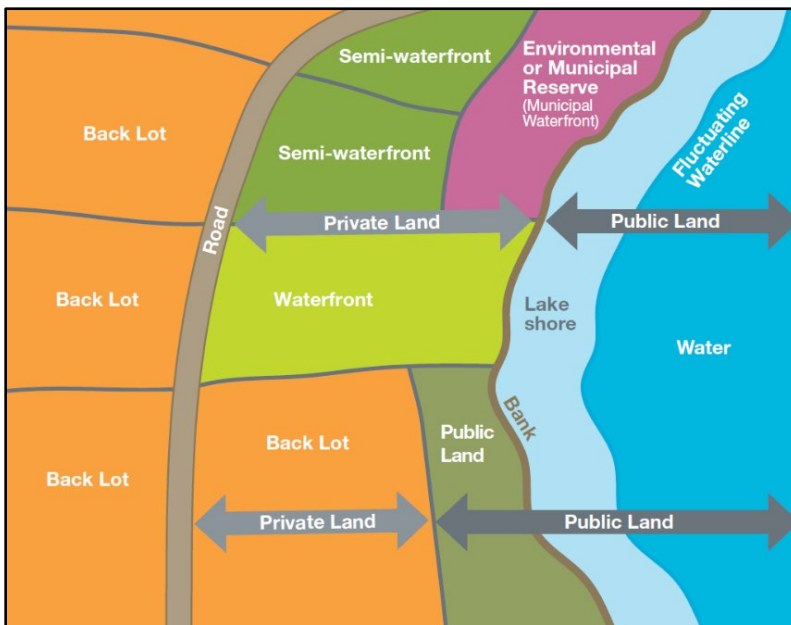 Semi-waterfront
Environmental
or Municipal
Reserve
(Municipal
Waterfront)
Back Lot
Semi-waterfront
Fluctuating
Waterline
Road
Private Land
Public Land
Back Lot
Waterfront
Lake
shore
Water
Bank
Back Lot
Back Lot
Public
Land
Private Land
Public Land